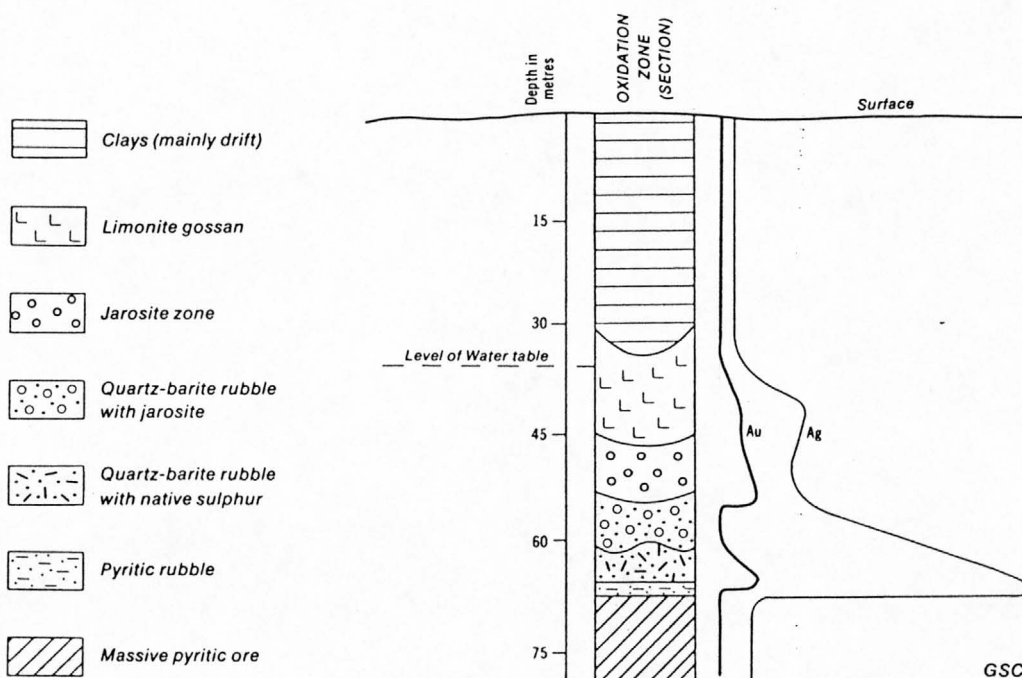 Depth in
metres
OXIDATION
ZONE
(SECTION)
Surface
Clays (mainly drift)
Limonite gossan
Jarosite zone
Quartz-barite rubble
with jarosite
Quartz-barite rubble
with native sulphur
Pyritic rubble
Massive pyritic ore
15
30
Level of Water table
45
60
75
Au
Ag
GSC